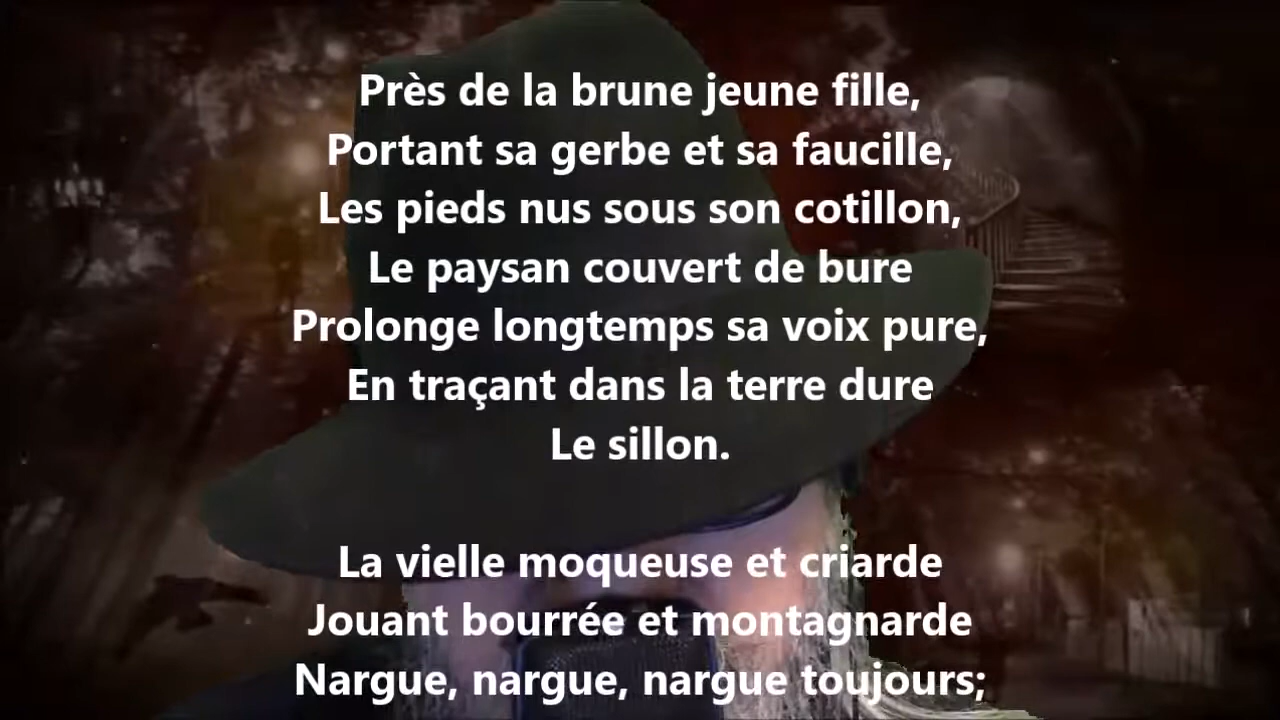 Près de la brune jeune fille,
Portant sa gerbe et sa faucille,
Les pieds nus sous son cotillon,
Le paysan couvert de bure
Prolonge longtemps sa voix pure,
En traçant dans la terre dure
Le sillon.
La vielle moqueuse et criarde
Jouant bourrée et montagnarde
Nargue, nargue, nargue toujours;